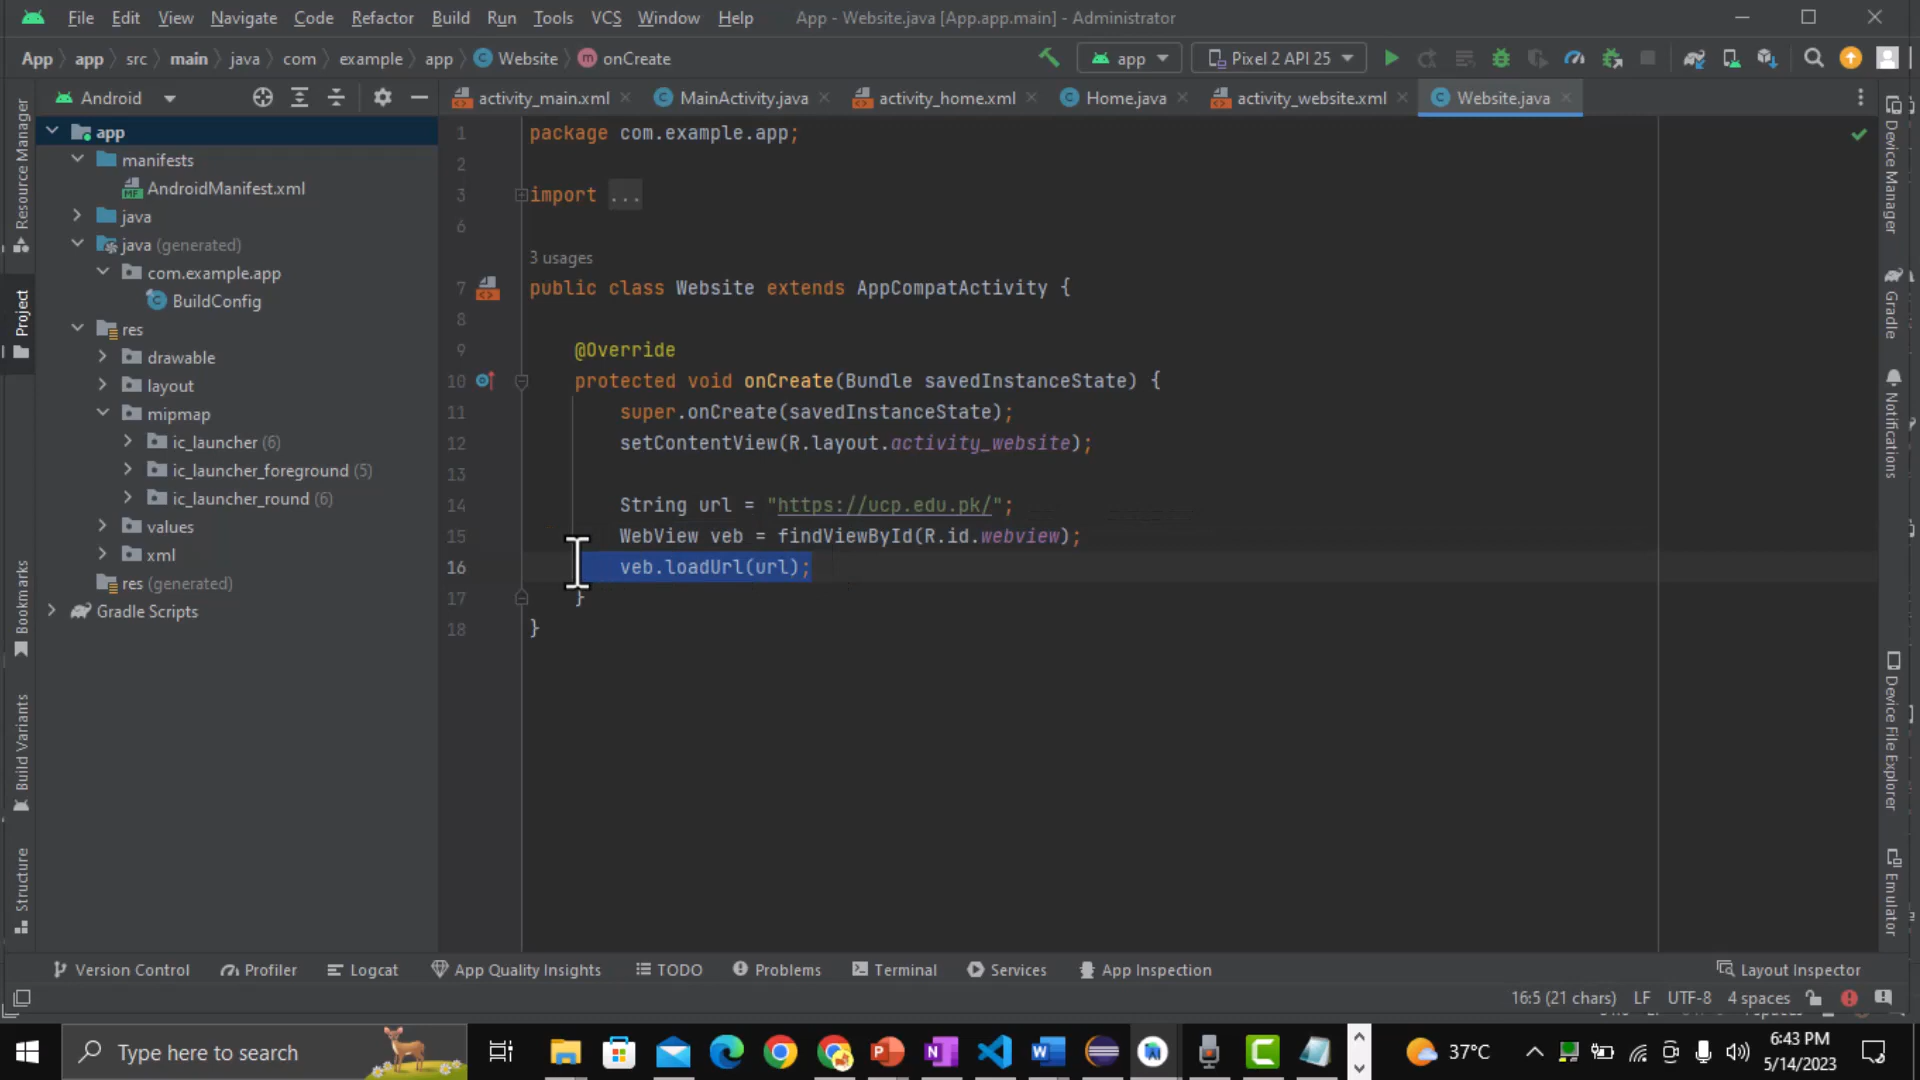 File Edit View Navigate Code Refactor Build Run Tools VCS Window Help App - Website.java [App.app.main] - Administrator
App app src main java com example app Website onCreate app Pixel 2 API 25
Android activity_main.xml MainActivity.java activity_home.xml Home.java activity_website.xml Website.java
Resource Manager
Project
Bookmarks
Build Variants
Structure
app
manifests
AndroidManifest.xml
java
java (generated)
com.example.app
BuildConfig
res
drawable
layout
mipmap
ic_launcher (6)
ic_launcher_foreground (5)
ic_launcher_round (6)
values
xml
res (generated)
Gradle Scripts
1 package com.example.app;
2
3 import ...
6
3 usages
7 public class Website extends AppCompatActivity {
8
9 @Override
10 protected void onCreate(Bundle savedInstanceState) {
11 super.onCreate(savedInstanceState);
12 setContentView(R.layout.activity_website);
13
14 String url = "https://ucp.edu.pk/";
15 WebView veb = findViewById(R.id.webview);
16 veb.loadUrl(url);
17 }
18 }
Device Manager
Gradle
Notifications
Device File Explorer
Emulator
Version Control Profiler Logcat App Quality Insights TODO Problems Terminal Services App Inspection Layout Inspector
16:5 (21 chars) LF UTF-8 4 spaces
Type here to search 37°C 6:43 PM
5/14/2023